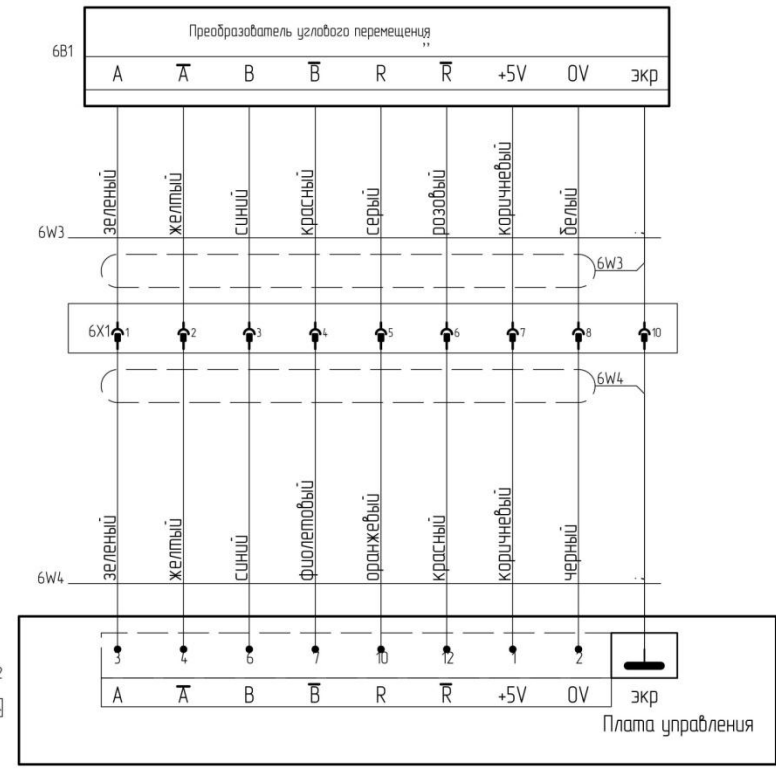 Преобразователь углового перемещения
,,
6В1
A A̅ B B̅ R R̅ +5V 0V экр
зеленый желтый синий красный серый розовый коричневый белый
6W3
6W3
6X1 1 2 3 4 5 6 7 8 10
6W4
зеленый желтый синий фиолетовый оранжевый красный коричневый черный
6W4
3 4 6 7 10 12 1 2
A A̅ B B̅ R R̅ +5V 0V экр
Плата управления